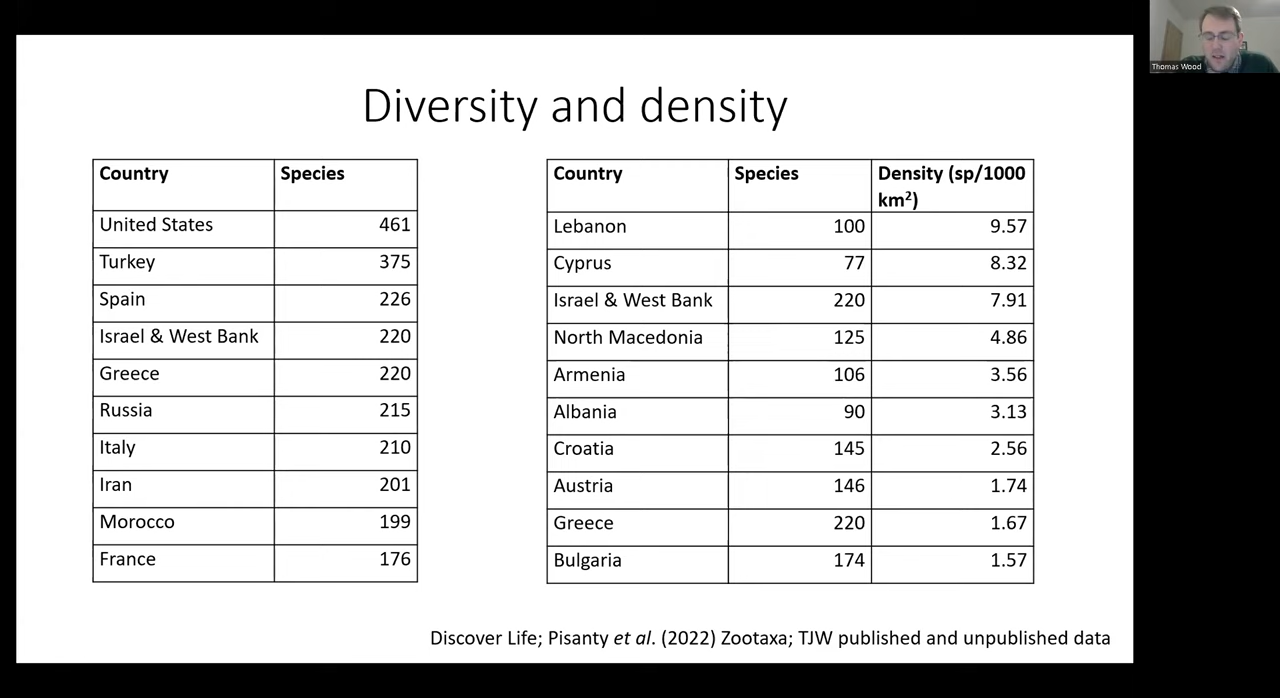 Thomas Wood
Diversity and density
Country Species
United States 461
Turkey 375
Spain 226
Israel & West Bank 220
Greece 220
Russia 215
Italy 210
Iran 201
Morocco 199
France 176
Country Species Density (sp/1000
km²)
Lebanon 100 9.57
Cyprus 77 8.32
Israel & West Bank 220 7.91
North Macedonia 125 4.86
Armenia 106 3.56
Albania 90 3.13
Croatia 145 2.56
Austria 146 1.74
Greece 220 1.67
Bulgaria 174 1.57
Discover Life; Pisanty et al. (2022) Zootaxa; TJW published and unpublished data